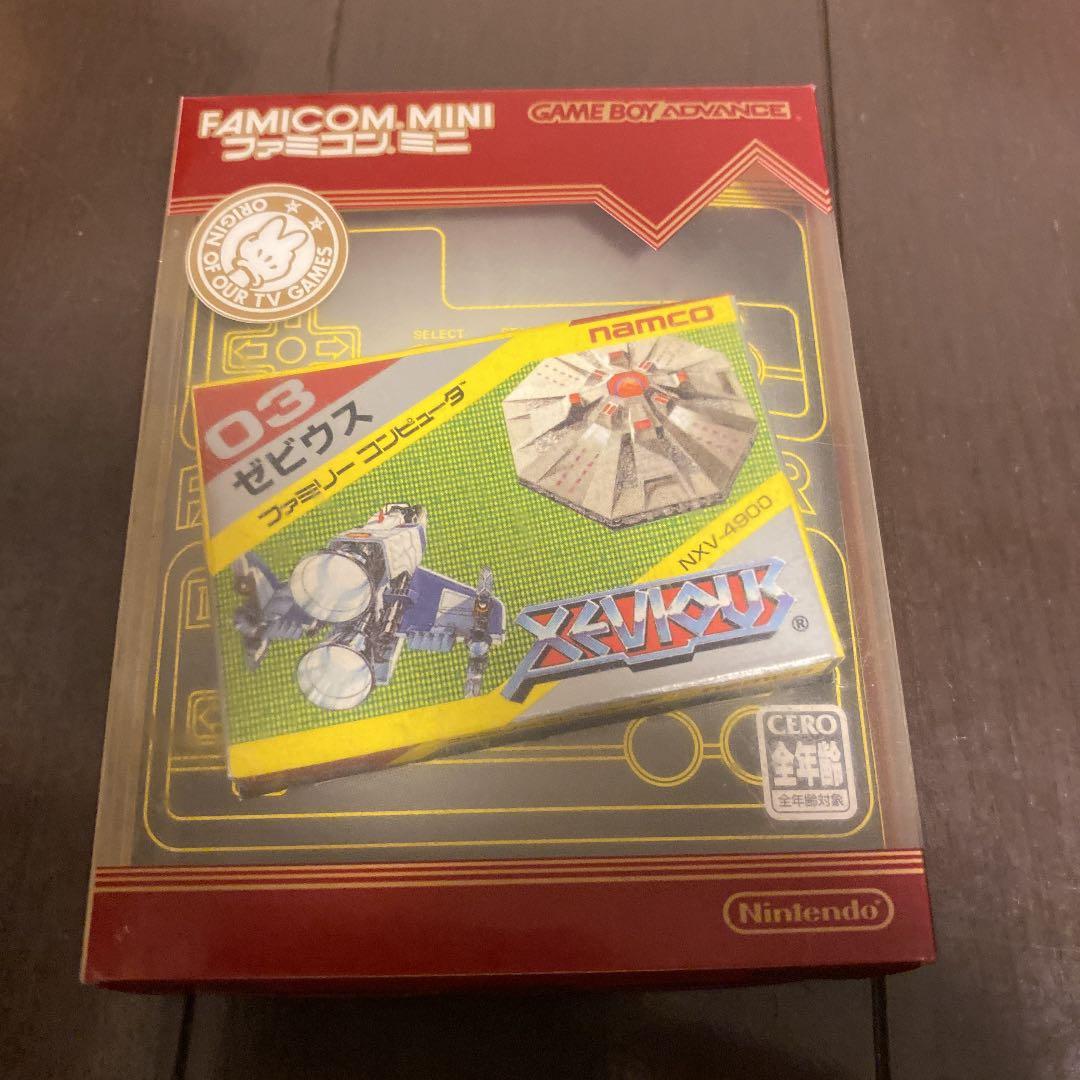 FAMICOM MINI
ファミコン ミニ
GAME BOY ADVANCE
ORIGIN OF OUR TV GAMES
SELECT
namco
03
ゼビウス
ファミリー コンピュータ™
NXV-4900
XEVIOUS®
CERO
全年齢
全年齢対象
Nintendo